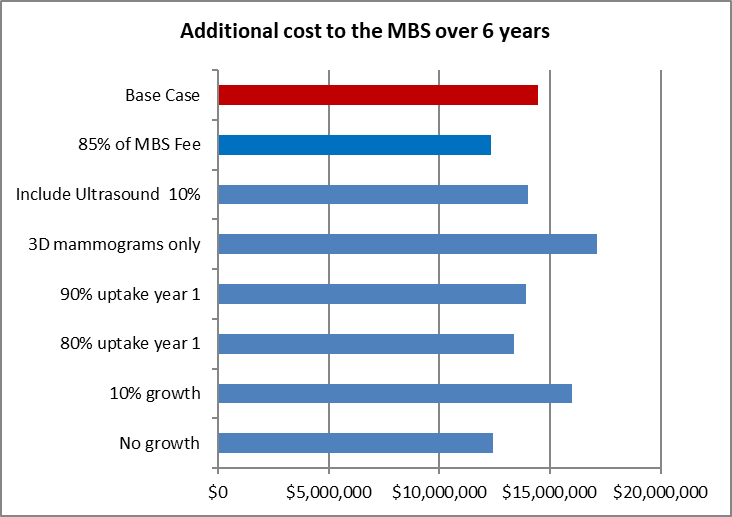 Additional cost to the MBS over 6 years
Base Case
85% of MBS Fee
Include Ultrasound  10%
3D mammograms only
90% uptake year 1
80% uptake year 1
10% growth
No growth
$0 $5,000,000 $10,000,000 $15,000,000 $20,000,000